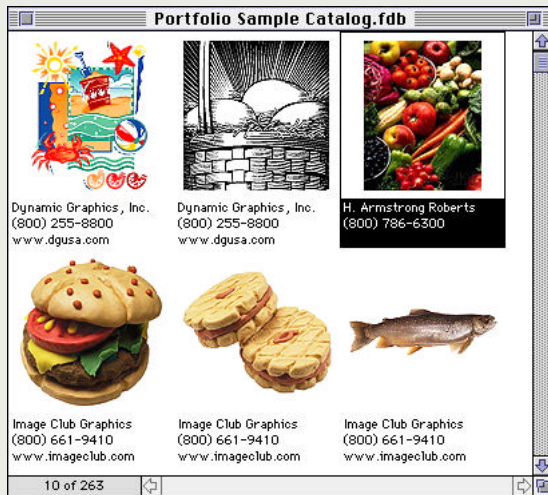 Portfolio Sample Catalog.fdb
Dynamic Graphics, Inc.
(800) 255-8800
www.dgusa.com
Dynamic Graphics, Inc.
(800) 255-8800
www.dgusa.com
H. Armstrong Roberts
(800) 786-6300
Image Club Graphics
(800) 661-9410
www.imageclub.com
Image Club Graphics
(800) 661-9410
www.imageclub.com
Image Club Graphics
(800) 661-9410
www.imageclub.com
10 of 263